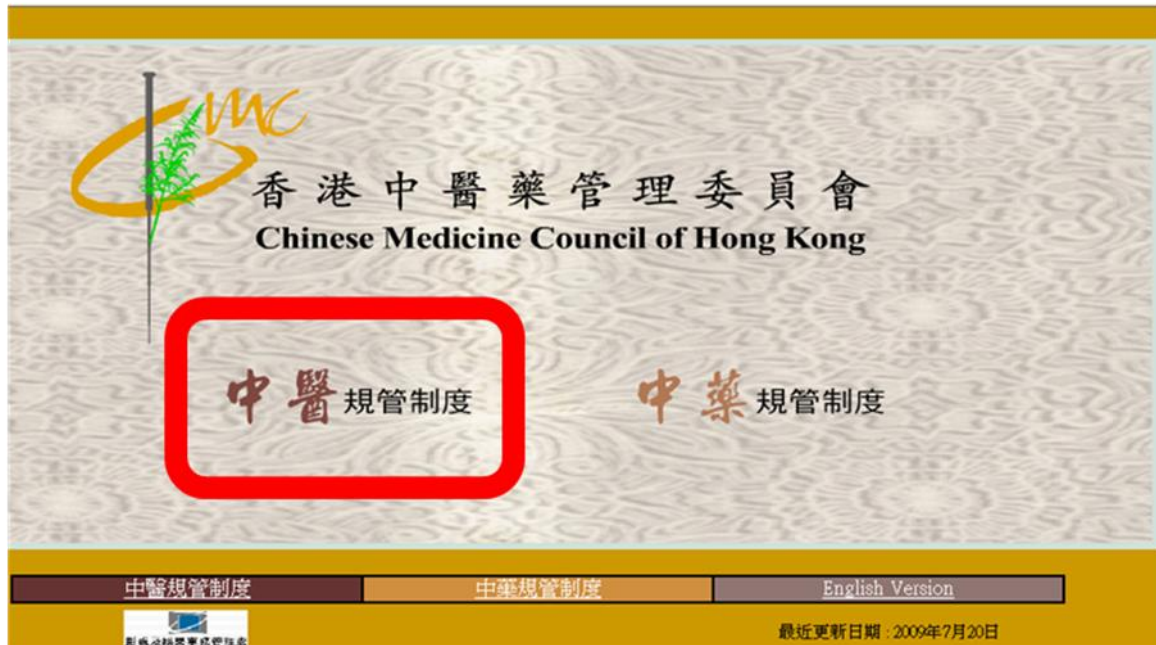 cmc
香港中醫藥管理委員會
Chinese Medicine Council of Hong Kong
中醫規管制度
中藥規管制度
中醫規管制度
中藥規管制度
English Version
最近更新日期 : 2009年7月20日